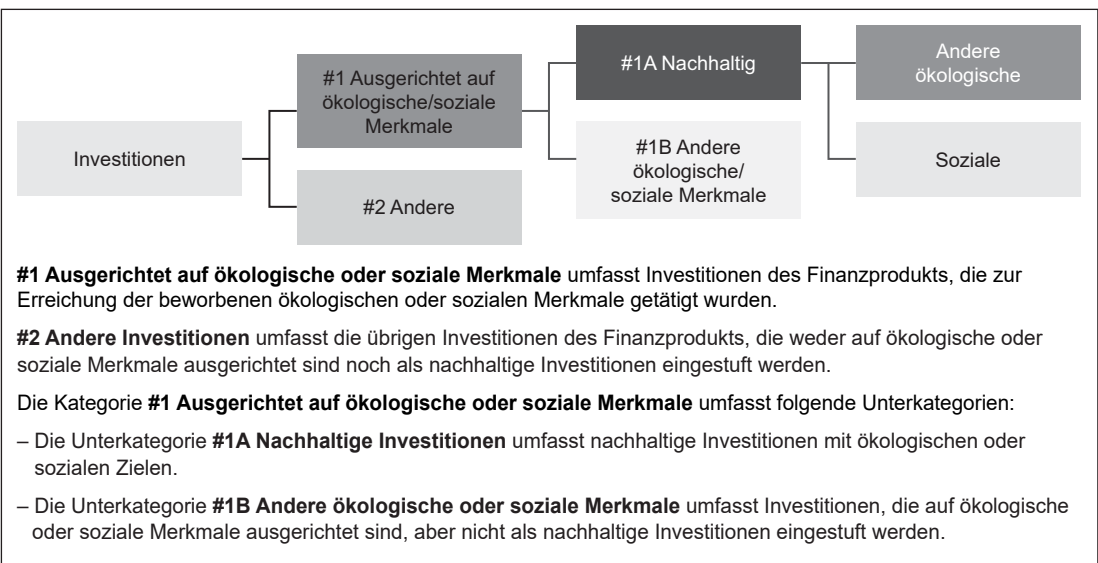 Investitionen
#1 Ausgerichtet auf
ökologische/soziale
Merkmale
#2 Andere
#1A Nachhaltig
#1B Andere
ökologische/
soziale Merkmale
Andere
ökologische
Soziale
#1 Ausgerichtet auf ökologische oder soziale Merkmale umfasst Investitionen des Finanzprodukts, die zur
Erreichung der beworbenen ökologischen oder sozialen Merkmale getätigt wurden.
#2 Andere Investitionen umfasst die übrigen Investitionen des Finanzprodukts, die weder auf ökologische oder
soziale Merkmale ausgerichtet sind noch als nachhaltige Investitionen eingestuft werden.
Die Kategorie #1 Ausgerichtet auf ökologische oder soziale Merkmale umfasst folgende Unterkategorien:
– Die Unterkategorie #1A Nachhaltige Investitionen umfasst nachhaltige Investitionen mit ökologischen oder
sozialen Zielen.
– Die Unterkategorie #1B Andere ökologische oder soziale Merkmale umfasst Investitionen, die auf ökologische
oder soziale Merkmale ausgerichtet sind, aber nicht als nachhaltige Investitionen eingestuft werden.